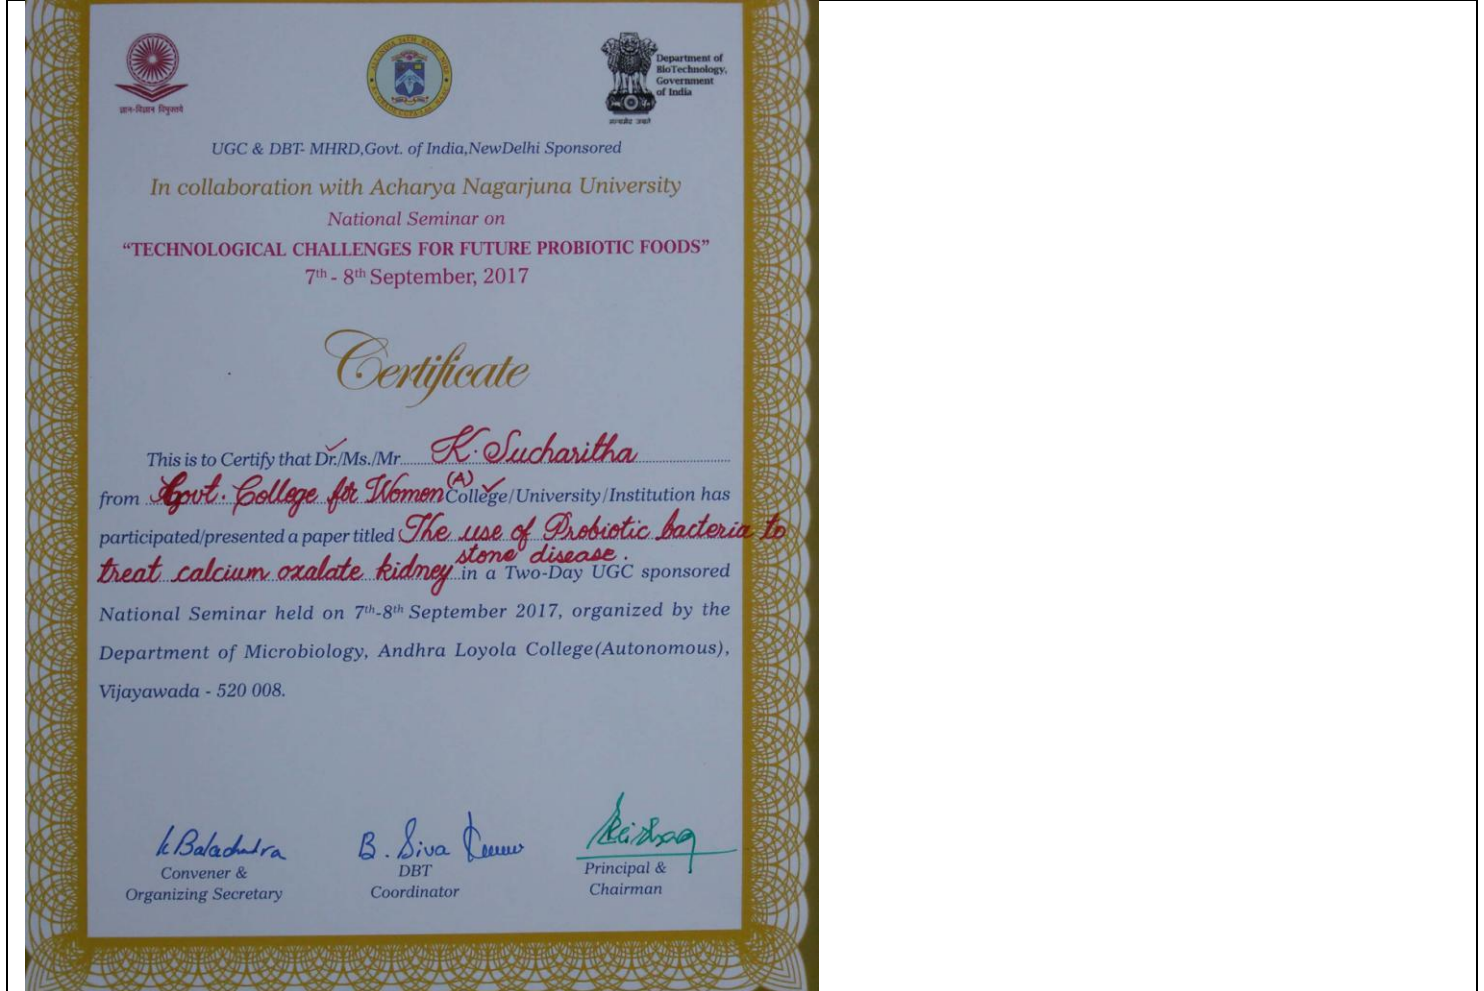 ज्ञान-विज्ञान विमुक्तये
Department of
BioTechnology,
Government
of India
सत्यमेव जयते
UGC & DBT- MHRD,Govt. of India,NewDelhi Sponsored
In collaboration with Acharya Nagarjuna University
National Seminar on
“TECHNOLOGICAL CHALLENGES FOR FUTURE PROBIOTIC FOODS”
7th - 8th September, 2017
Certificate
This is to Certify that Dr./Ms./Mr. K. Sucharitha
from Govt. College for Women (A) College/University/Institution has
participated/presented a paper titled The use of Probiotic bacteria to
treat calcium oxalate kidney stone disease. in a Two-Day UGC sponsored
National Seminar held on 7th-8th September 2017, organized by the
Department of Microbiology, Andhra Loyola College(Autonomous),
Vijayawada - 520 008.
k Balachandra
B. Siva Kumar
Convener &
Organizing Secretary
DBT
Coordinator
Principal &
Chairman